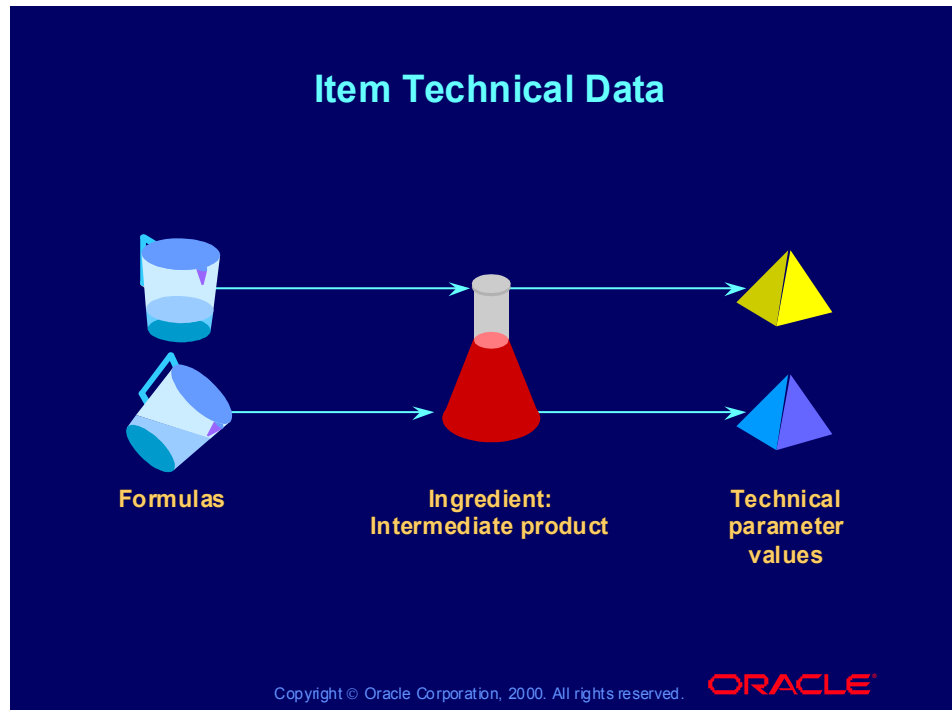 Item Technical Data
Formulas
Ingredient:
Intermediate product
Technical
parameter
values
Copyright © Oracle Corporation, 2000. All rights reserved.
ORACLE®